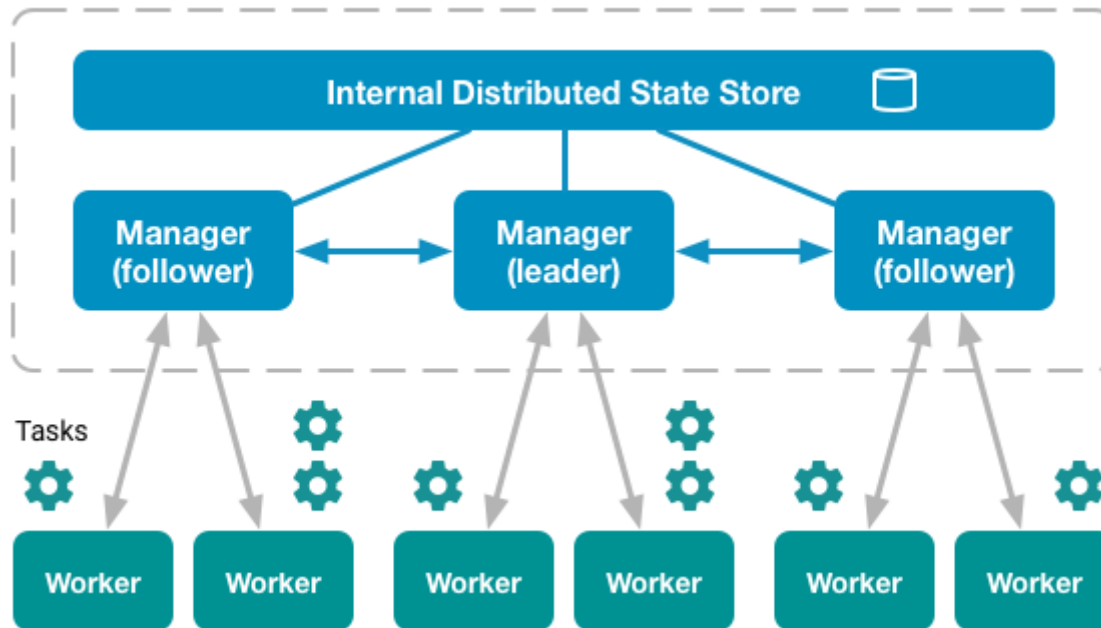 Internal Distributed State Store
Manager
(follower)
Manager
(leader)
Manager
(follower)
Tasks
Worker
Worker
Worker
Worker
Worker
Worker